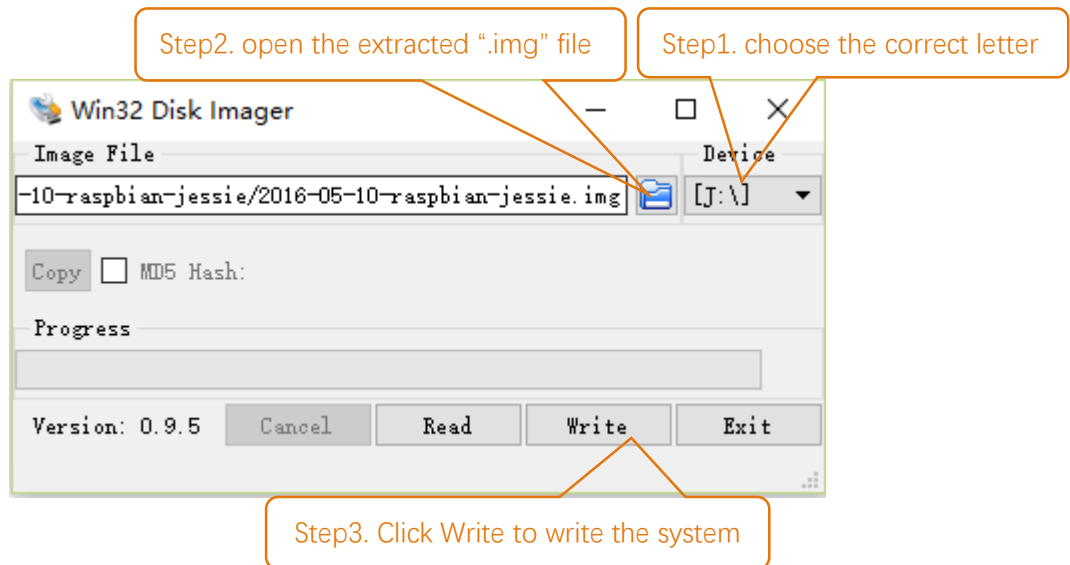 Step2. open the extracted “.img” file
Step1. choose the correct letter
Win32 Disk Imager
Image File
Device
-10-raspbian-jessie/2016-05-10-raspbian-jessie.img
[J:\]
Copy
MD5 Hash:
Progress
Version: 0.9.5
Cancel
Read
Write
Exit
Step3. Click Write to write the system